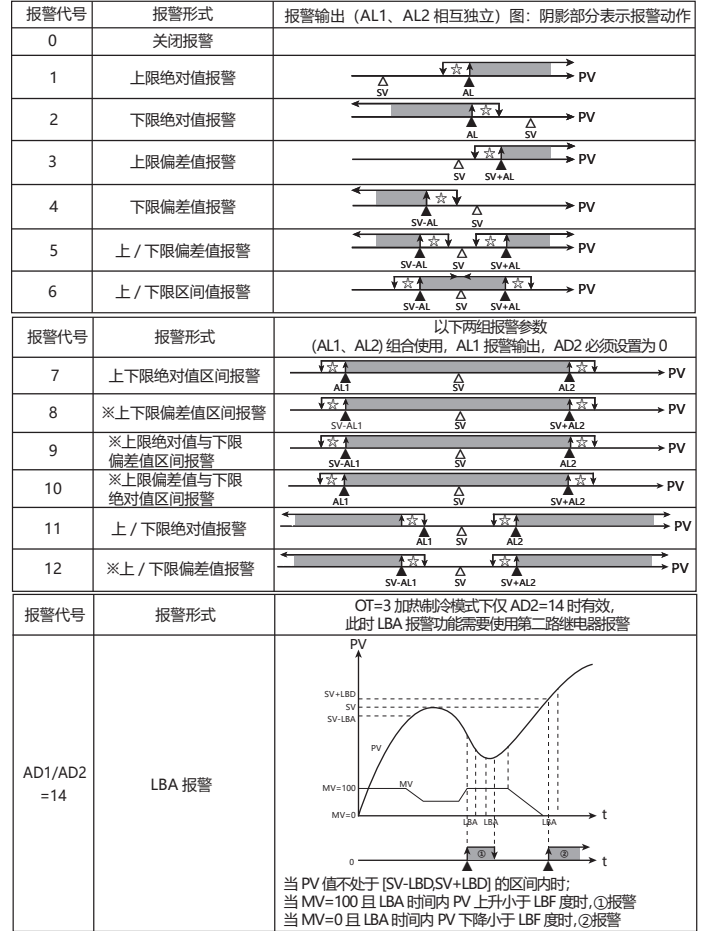 报警代号 报警形式 报警输出（AL1、AL2 相互独立）图：阴影部分表示报警动作
0 关闭报警
1 上限绝对值报警 ☆ PV
SV AL
2 下限绝对值报警 ☆ PV
AL SV
3 上限偏差值报警 ☆ PV
SV SV+AL
4 下限偏差值报警 ☆ PV
SV-AL SV
5 上 / 下限偏差值报警 ☆ ☆ PV
SV-AL SV SV+AL
6 上 / 下限区间值报警 ☆ ☆ PV
SV-AL SV SV+AL
报警代号 报警形式 以下两组报警参数
(AL1、AL2) 组合使用，AL1 报警输出，AD2 必须设置为 0
7 上下限绝对值区间报警 ☆ ☆ PV
AL1 SV AL2
8 ※上下限偏差值区间报警 ☆ ☆ PV
SV-AL1 SV SV+AL2
9 ※上限绝对值与下限
偏差值区间报警 ☆ ☆ PV
SV-AL1 SV AL2
10 ※上限偏差值与下限
绝对值区间报警 ☆ ☆ PV
AL1 SV SV+AL2
11 上 / 下限绝对值报警 ☆ ☆ PV
AL1 SV AL2
12 ※上 / 下限偏差值报警 ☆ ☆ PV
SV-AL1 SV SV+AL2
报警代号 报警形式 OT=3 加热制冷模式下仅 AD2=14 时有效，
此时 LBA 报警功能需要使用第二路继电器报警
AD1/AD2
=14
LBA 报警
PV
SV+LBD
SV
SV-LBA
PV
MV=100 MV
MV=0 t
LBA LBA LBA
① ②
0 t
当 PV 值不处于 [SV-LBD,SV+LBD] 的区间内时;
当 MV=100 且 LBA 时间内 PV 上升小于 LBF 度时,①报警
当 MV=0 且 LBA 时间内 PV 下降小于 LBF 度时,②报警